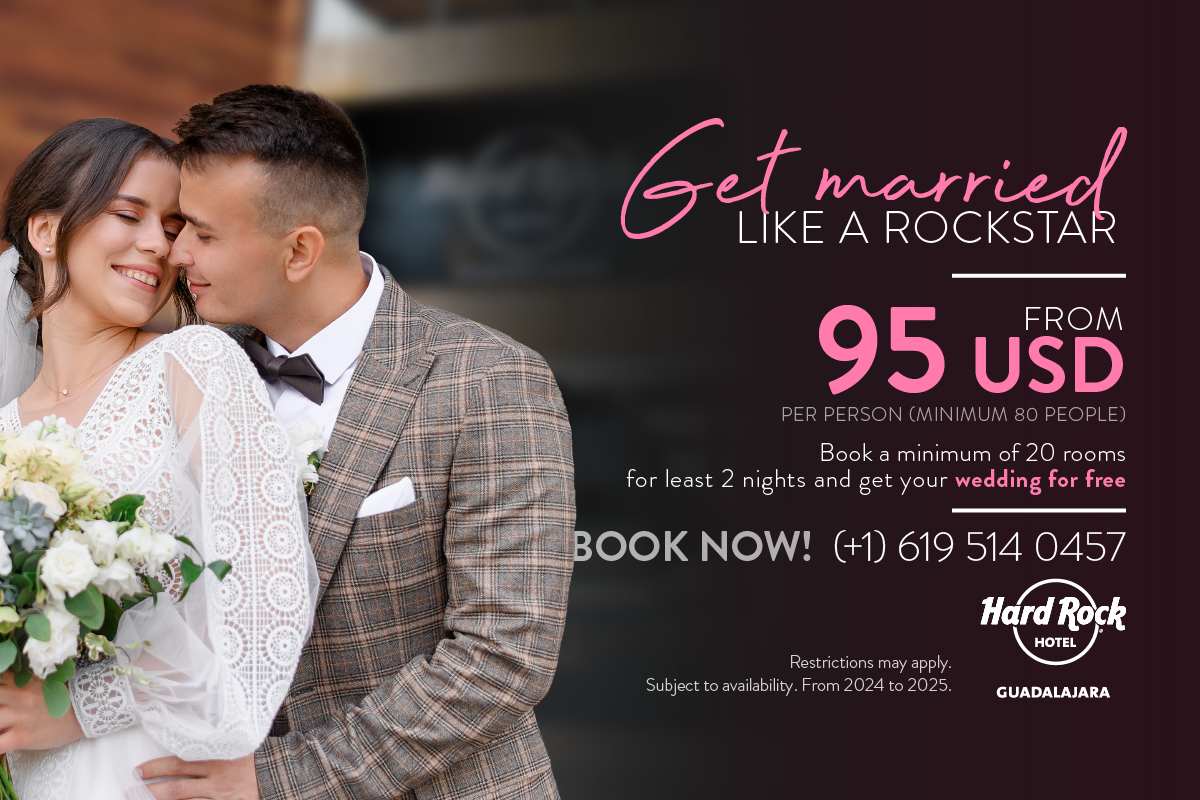 Get married
LIKE A ROCKSTAR
FROM
95 USD
PER PERSON (MINIMUM 80 PEOPLE)
Book a minimum of 20 rooms
for least 2 nights and get your wedding for free
BOOK NOW! (+1) 619 514 0457
Hard Rock
HOTEL
GUADALAJARA
Restrictions may apply.
Subject to availability. From 2024 to 2025.